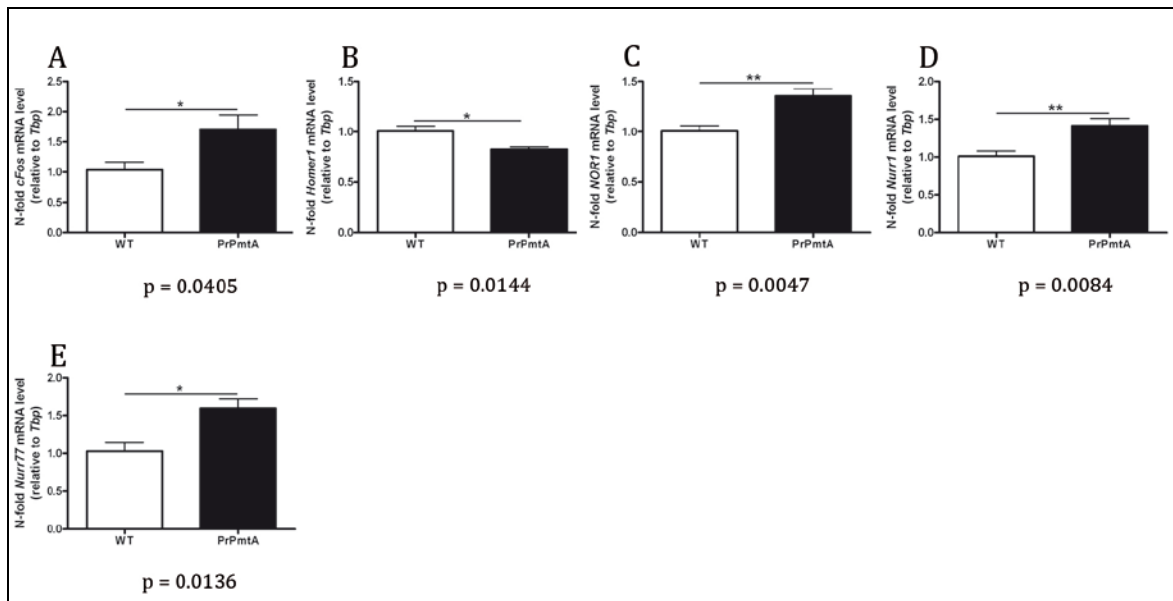 A
N-fold cFos mRNA level
(relative to Tbp)
2.5
2.0
1.5
1.0
0.5
0.0
*
WT
PrPmtA
p = 0.0405
B
N-fold Homer1 mRNA level
(relative to Tbp)
1.5
1.0
0.5
0.0
*
WT
PrPmtA
p = 0.0144
C
N-fold NOR1 mRNA level
(relative to Tbp)
1.5
1.0
0.5
0.0
**
WT
PrPmtA
p = 0.0047
D
N-fold Nurr1 mRNA level
(relative to Tbp)
2.0
1.5
1.0
0.5
0.0
**
WT
PrPmtA
p = 0.0084
E
N-fold Nurr77 mRNA level
(relative to Tbp)
2.0
1.5
1.0
0.5
0.0
*
WT
PrPmtA
p = 0.0136